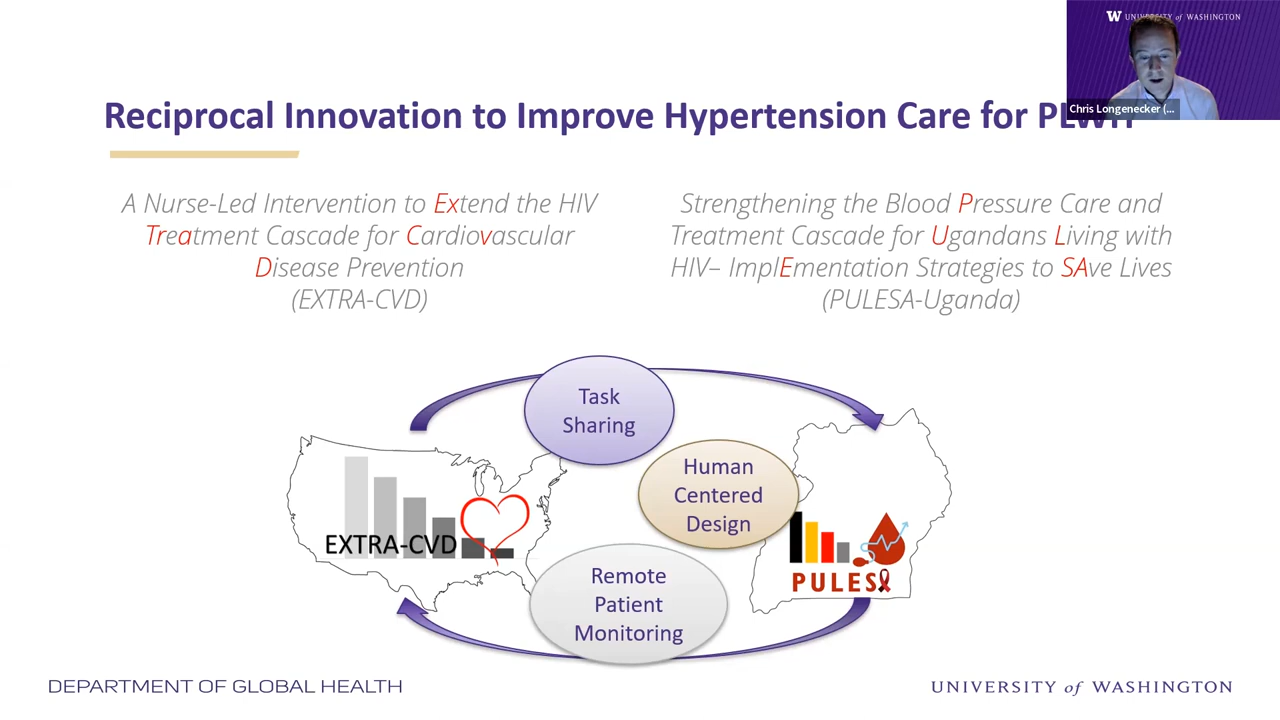 W UNIVERSITY of WASHINGTON
Chris Longenecker (...
Reciprocal Innovation to Improve Hypertension Care for PLWH
A Nurse-Led Intervention to Extend the HIV
Treatment Cascade for Cardiovascular
Disease Prevention
(EXTRA-CVD)
Strengthening the Blood Pressure Care and
Treatment Cascade for Ugandans Living with
HIV– ImplEmentation Strategies to SAve Lives
(PULESA-Uganda)
Task
Sharing
Human
Centered
Design
EXTRA-CVD
PULESA
Remote
Patient
Monitoring
DEPARTMENT OF GLOBAL HEALTH
UNIVERSITY of WASHINGTON